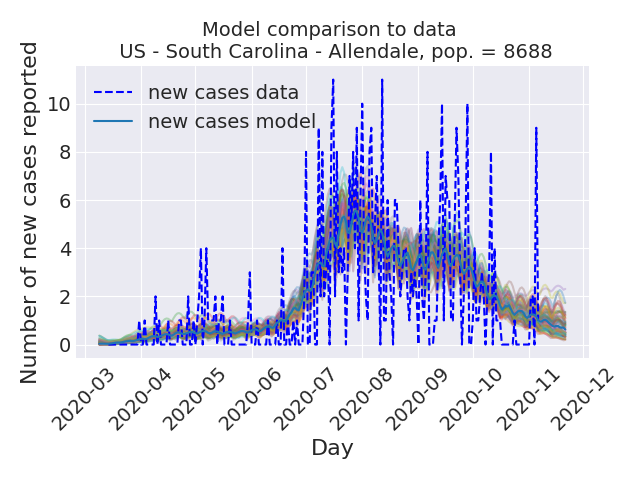 Model comparison to data
US - South Carolina - Allendale, pop. = 8688
Number of new cases reported
10
8
6
4
2
0
new cases data
new cases model
2020-03
2020-04
2020-05
2020-06
2020-07
2020-08
2020-09
2020-10
2020-11
2020-12
Day